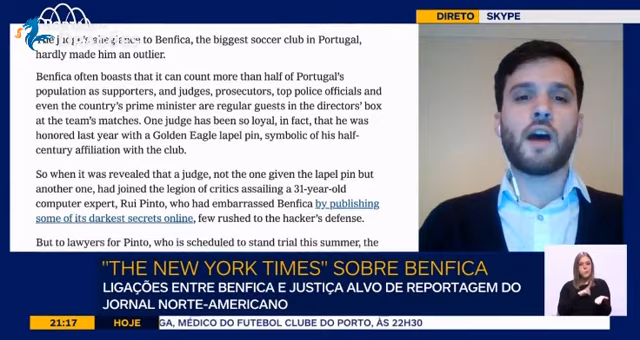 DIRETO SKYPE
The judge's allegiance to Benfica, the biggest soccer club in Portugal,
hardly made him an outlier.
Benfica often boasts that it can count more than half of Portugal's
population as supporters, and judges, prosecutors, top police officials and
even the country's prime minister are regular guests in the directors' box
at the team's matches. One judge has been so loyal, in fact, that he was
honored last year with a Golden Eagle lapel pin, symbolic of his half-
century affiliation with the club.
So when it was revealed that a judge, not the one given the lapel pin but
another one, had joined the legion of critics assailing a 31-year-old
computer expert, Rui Pinto, who had embarrassed Benfica by publishing
some of its darkest secrets online, few rushed to the hacker's defense.
But to lawyers for Pinto, who is scheduled to stand trial this summer, the
"THE NEW YORK TIMES" SOBRE BENFICA
LIGAÇÕES ENTRE BENFICA E JUSTIÇA ALVO DE REPORTAGEM DO
JORNAL NORTE-AMERICANO
21:17 HOJE GA, MÉDICO DO FUTEBOL CLUBE DO PORTO, ÀS 22H30